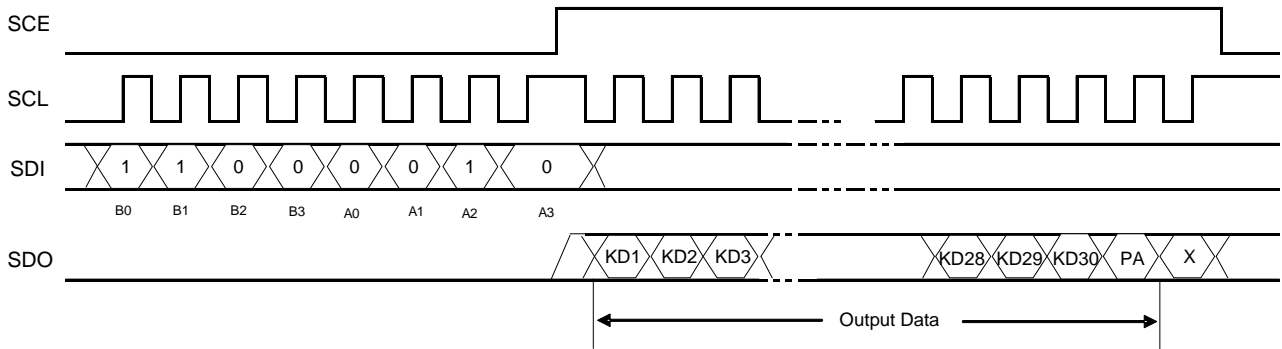 SCE
SCL
SDI 1 1 0 0 0 0 1 0
B0 B1 B2 B3 A0 A1 A2 A3
SDO KD1 KD2 KD3 KD28 KD29 KD30 PA X
Output Data